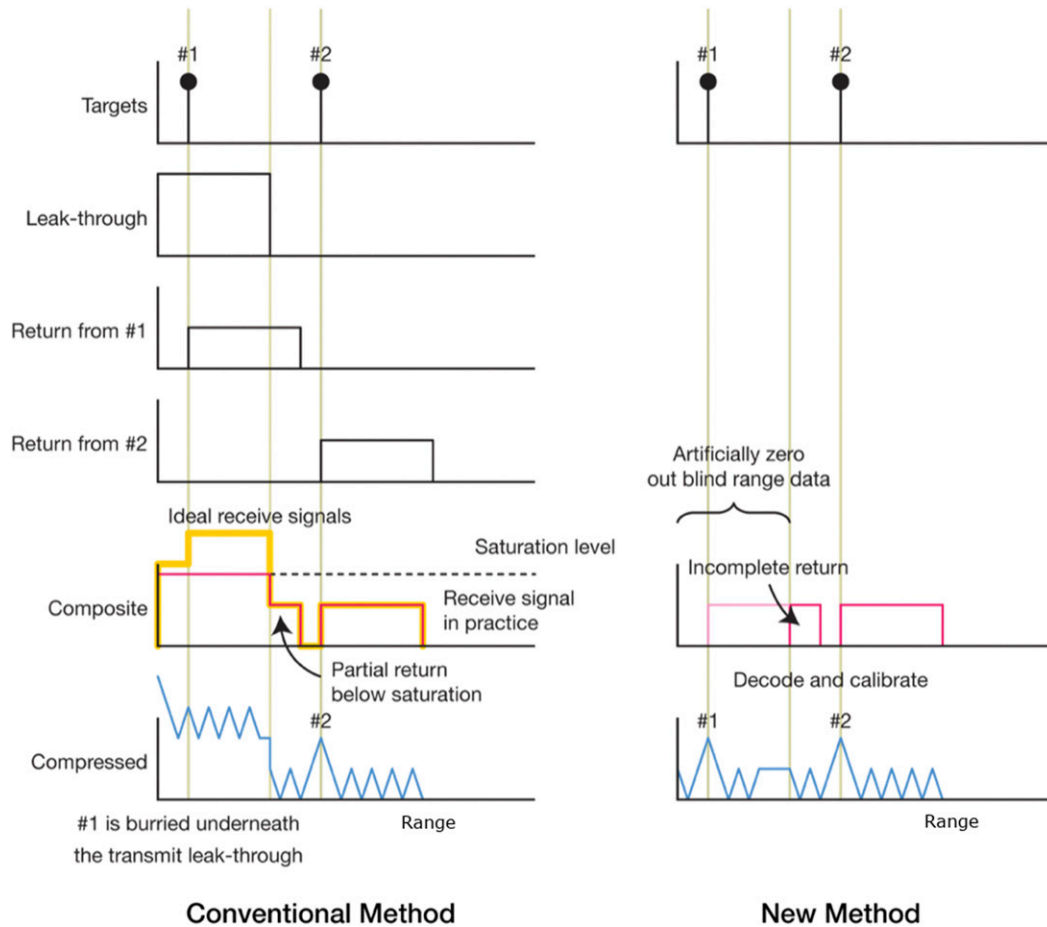 #1
#2
Targets
Leak-through
Return from #1
Return from #2
Ideal receive signals
Saturation level
Composite
Receive signal
in practice
Partial return
below saturation
#2
Compressed
#1 is burried underneath
the transmit leak-through
Range
Conventional Method
#1
#2
Artificially zero
out blind range data
Incomplete return
Decode and calibrate
#1
#2
Range
New Method